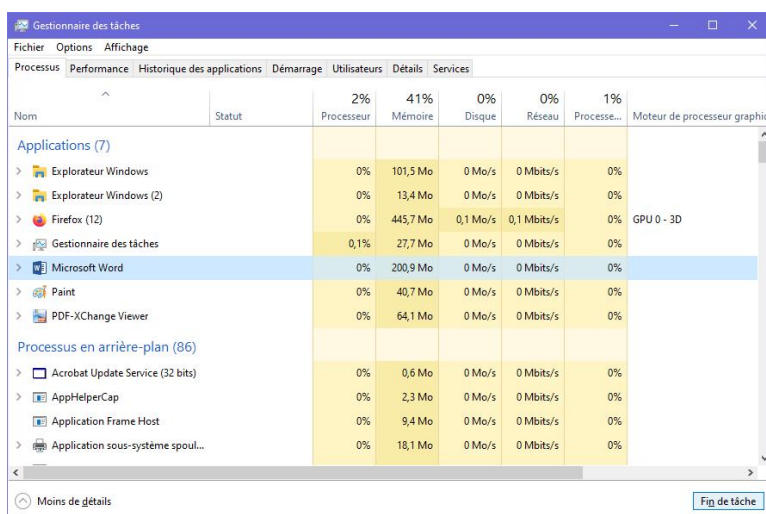 Gestionnaire des tâches
Fichier Options Affichage
Processus Performance Historique des applications Démarrage Utilisateurs Détails Services
2% 41% 0% 0% 1%
Nom Statut Processeur Mémoire Disque Réseau Processe... Moteur de processeur graphic
Applications (7)
Explorateur Windows 0% 101,5 Mo 0 Mo/s 0 Mbits/s 0%
Explorateur Windows (2) 0% 13,4 Mo 0 Mo/s 0 Mbits/s 0%
Firefox (12) 0% 445,7 Mo 0,1 Mo/s 0,1 Mbits/s 0% GPU 0 - 3D
Gestionnaire des tâches 0,1% 27,7 Mo 0 Mo/s 0 Mbits/s 0%
Microsoft Word 0% 200,9 Mo 0 Mo/s 0 Mbits/s 0%
Paint 0% 40,7 Mo 0 Mo/s 0 Mbits/s 0%
PDF-XChange Viewer 0% 64,1 Mo 0 Mo/s 0 Mbits/s 0%
Processus en arrière-plan (86)
Acrobat Update Service (32 bits) 0% 0,6 Mo 0 Mo/s 0 Mbits/s 0%
AppHelperCap 0% 2,3 Mo 0 Mo/s 0 Mbits/s 0%
Application Frame Host 0% 9,4 Mo 0 Mo/s 0 Mbits/s 0%
Application sous-système spoul... 0% 18,1 Mo 0 Mo/s 0 Mbits/s 0%
Moins de détails
Fin de tâche